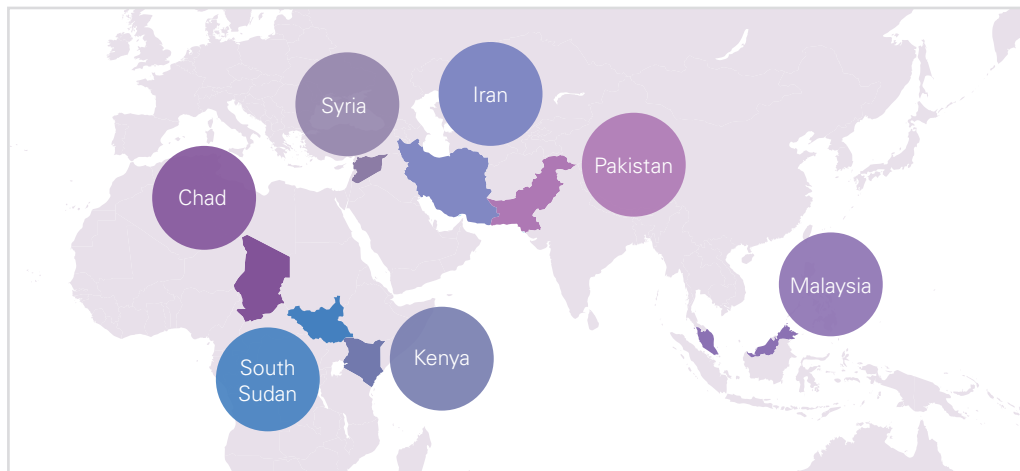 Syria
Iran
Pakistan
Chad
Malaysia
Kenya
South
Sudan